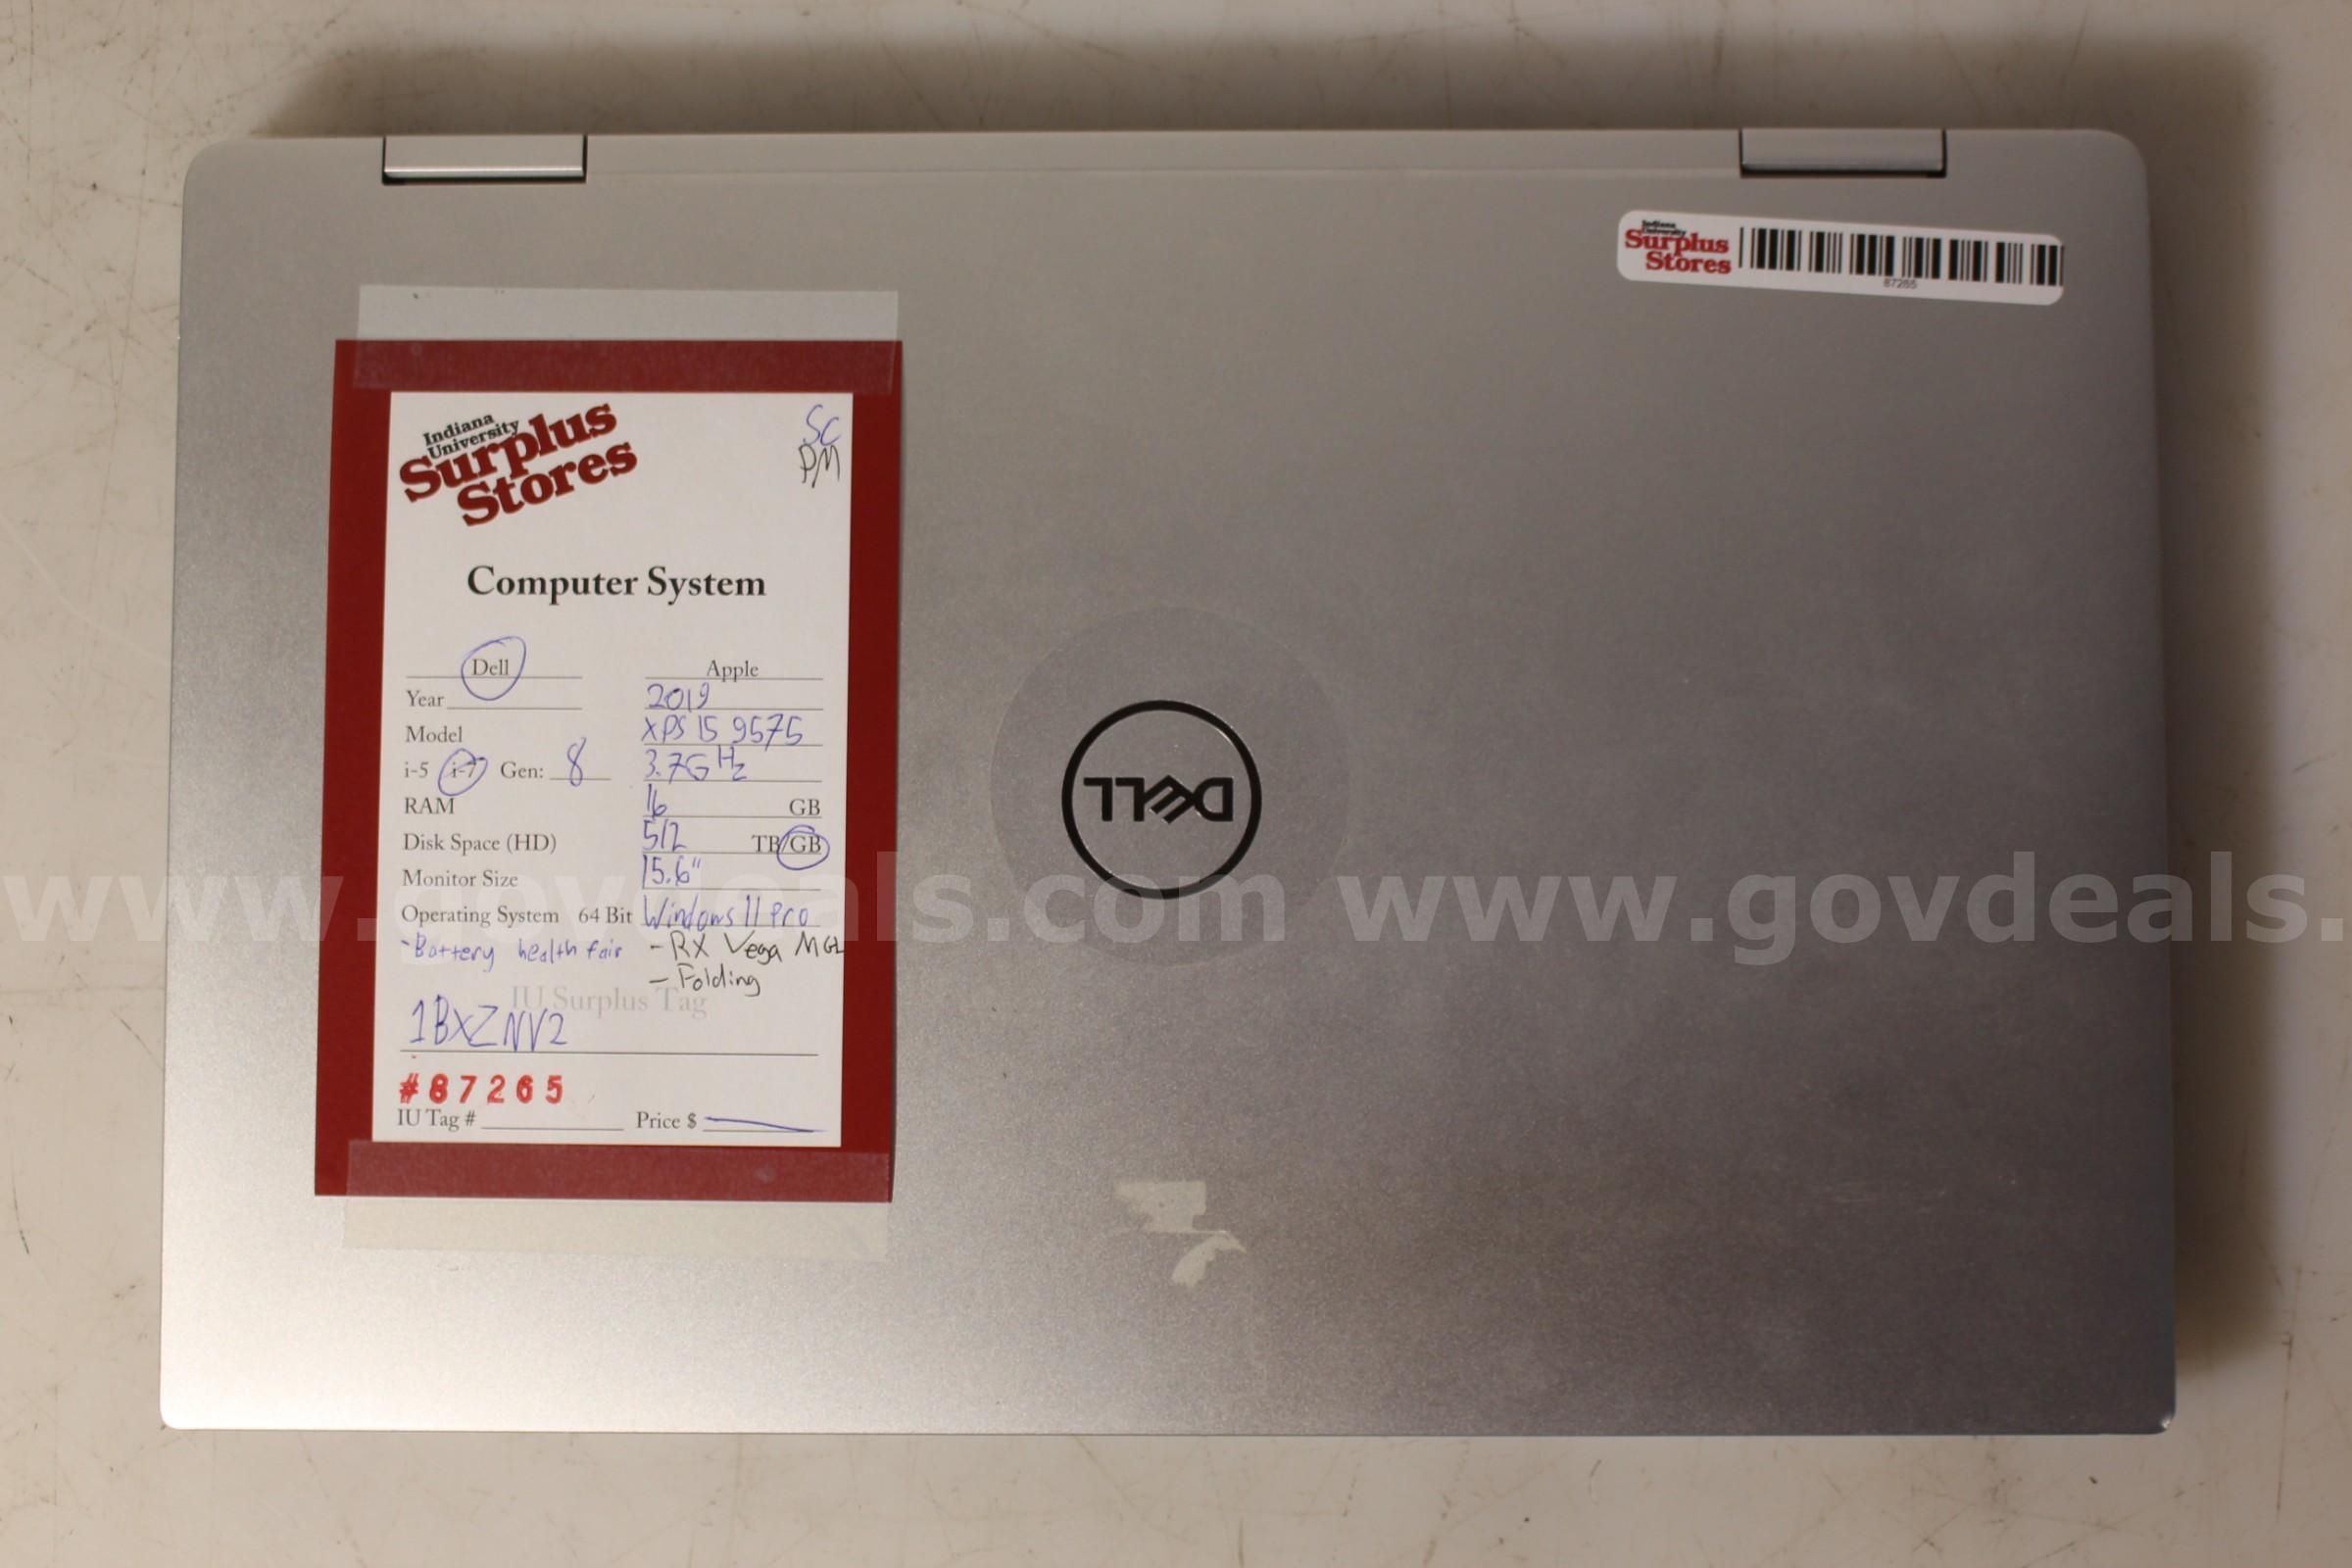 Indiana
University
Surplus
Stores
87265
Indiana
University
Surplus
Stores
SC
PM
Computer System
Dell Apple
Year 2019
Model XPS 15 9575
i-5 i-7 Gen: 8 3.7GHz
RAM 16 GB
Disk Space (HD) 512 TB/GB
Monitor Size 15.6"
Operating System 64 Bit Windows 11 Pro
-Battery health fair - RX Vega MGL
- Folding
IU Surplus Tag
1BXZNV2
#87265
IU Tag # Price $
DELL
www.govdeals.com www.govdeals.